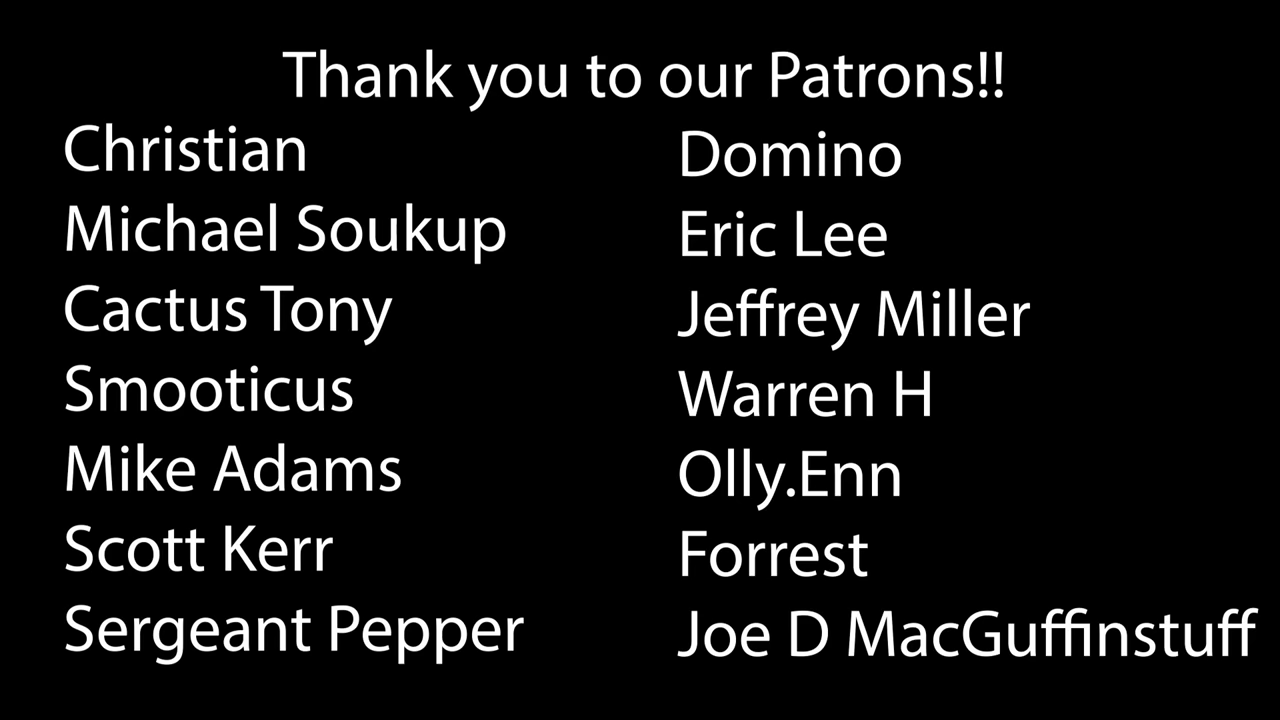 Thank you to our Patrons!!
Christian
Michael Soukup
Cactus Tony
Smooticus
Mike Adams
Scott Kerr
Sergeant Pepper
Domino
Eric Lee
Jeffrey Miller
Warren H
Olly.Enn
Forrest
Joe D MacGuffinstuff